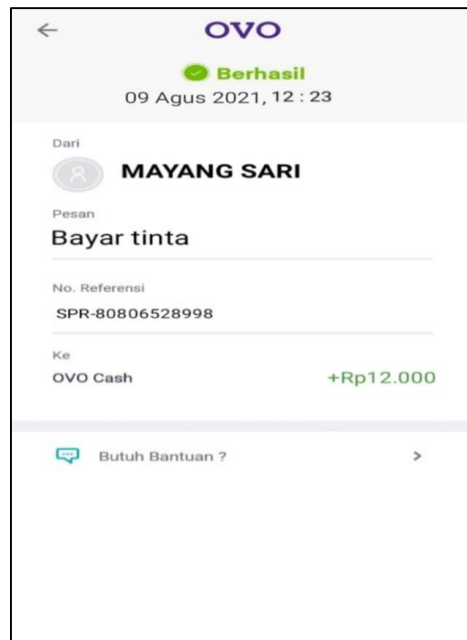 OVO
Berhasil
09 Agus 2021, 12 : 23
Dari
MAYANG SARI
Pesan
Bayar tinta
No. Referensi
SPR-80806528998
Ke
OVO Cash +Rp12.000
Butuh Bantuan ?